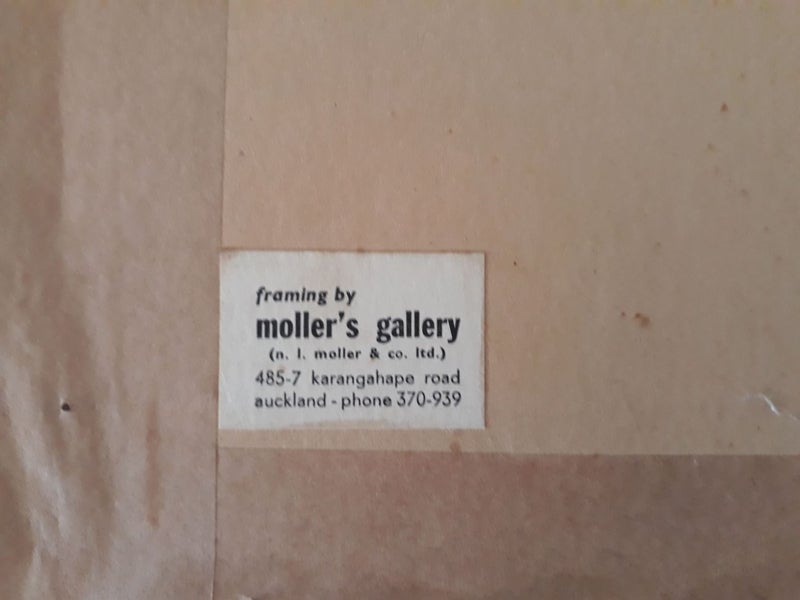 framing by
moller's gallery
(n. l. moller & co. ltd.)
485-7 karangahape road
auckland - phone 370-939